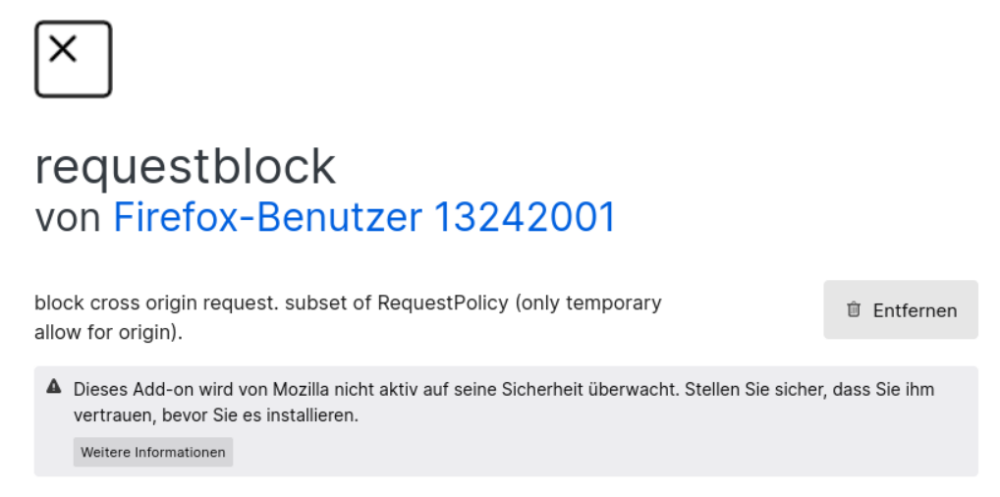 requestblock
von Firefox-Benutzer 13242001
block cross origin request. subset of RequestPolicy (only temporary
allow for origin).
Entfernen
Dieses Add-on wird von Mozilla nicht aktiv auf seine Sicherheit überwacht. Stellen Sie sicher, dass Sie ihm
vertrauen, bevor Sie es installieren.
Weitere Informationen